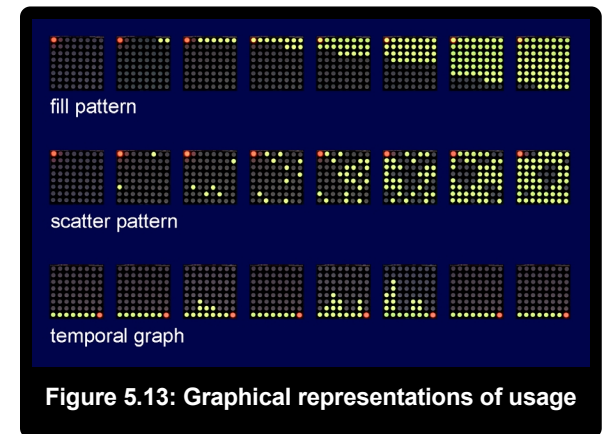 fill pattern
scatter pattern
temporal graph
Figure 5.13: Graphical representations of usage